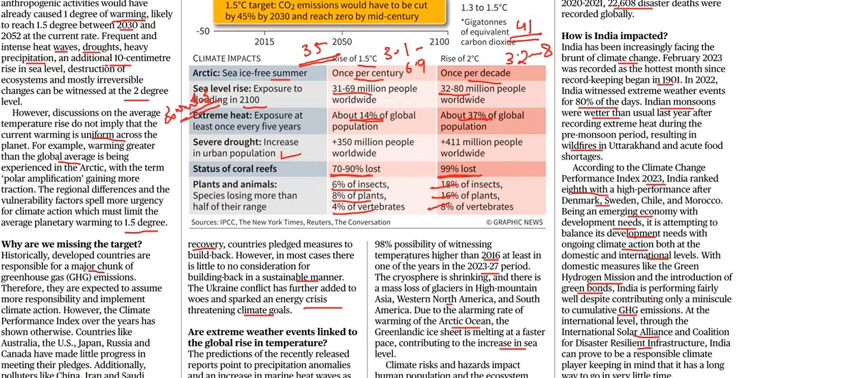 anthropogenic activities would have
already caused 1 degree of warming, likely
to reach 1.5 degree between 2030 and
2052 at the current rate. Frequent and
intense heat waves, droughts, heavy
precipitation, an additional 10-centimetre
rise in sea level, destruction of
ecosystems and mostly irreversible
changes can be witnessed at the 2 degree
level.
However, discussions on the average
temperature rise do not imply that the
current warming is uniform across the
planet. For example, warming greater
than the global average is being
experienced in the Arctic, with the term
‘polar amplification’ gaining more
traction. The regional differences and the
vulnerability factors spell more urgency
for climate action which must limit the
average planetary warming to 1.5 degree.
Why are we missing the target?
Historically, developed countries are
responsible for a major chunk of
greenhouse gas (GHG) emissions.
Therefore, they are expected to assume
more responsibility and implement
climate action. However, the Climate
Performance Index over the years has
shown otherwise. Countries like
Australia, the U.S., Japan, Russia and
Canada have made little progress in
meeting their pledges. Additionally,
polluters like China, Iran and Saudi
1.5°C target: CO2 emissions would have to be cut
by 45% by 2030 and reach zero by mid-century
-50
2015
2050
2100
1.3 to 1.5°C
*Gigatonnes
of equivalent
carbon dioxide
41
35
3·1-
6·9
3·2-8
CLIMATE IMPACTS Rise of 1.5°C Rise of 2°C
Arctic: Sea ice-free summer Once per century Once per decade
Sea level rise: Exposure to 31-69 million people 32-80 million people
flooding in 2100 worldwide worldwide
Extreme heat: Exposure at About 14% of global About 37% of global
least once every five years population population
Severe drought: Increase +350 million people +411 million people
in urban population worldwide worldwide
Status of coral reefs 70-90% lost 99% lost
Plants and animals: 6% of insects, 18% of insects,
Species losing more than 8% of plants, 16% of plants,
half of their range 4% of vertebrates 8% of vertebrates
Sources: IPCC, The New York Times, Reuters, The Conversation © GRAPHIC NEWS
recovery, countries pledged measures to
build-back. However, in most cases there
is little to no consideration for
building-back in a sustainable manner.
The Ukraine conflict has further added to
woes and sparked an energy crisis
threatening climate goals.
Are extreme weather events linked to
the global rise in temperature?
The predictions of the recently released
reports point to precipitation anomalies
and an increase in marine heat waves as
98% possibility of witnessing
temperatures higher than 2016 at least in
one of the years in the 2023-27 period.
The cryosphere is shrinking, and there is
a mass loss of glaciers in High-mountain
Asia, Western North America, and South
America. Due to the alarming rate of
warming of the Arctic Ocean, the
Greenlandic ice sheet is melting at a faster
pace, contributing to the increase in sea
level.
Climate risks and hazards impact
human population and the ecosystem
2020-2021, 22,608 disaster deaths were
recorded globally.
How is India impacted?
India has been increasingly facing the
brunt of climate change. February 2023
was recorded as the hottest month since
record-keeping began in 1901. In 2022,
India witnessed extreme weather events
for 80% of the days. Indian monsoons
were wetter than usual last year after
recording extreme heat during the
pre-monsoon period, resulting in
wildfires in Uttarakhand and acute food
shortages.
According to the Climate Change
Performance Index 2023, India ranked
eighth with a high-performance after
Denmark, Sweden, Chile, and Morocco.
Being an emerging economy with
development needs, it is attempting to
balance its development needs with
ongoing climate action both at the
domestic and international levels. With
domestic measures like the Green
Hydrogen Mission and the introduction of
green bonds, India is performing fairly
well despite contributing only a miniscule
to cumulative GHG emissions. At the
international level, through the
International Solar Alliance and Coalition
for Disaster Resilient Infrastructure, India
can prove to be a responsible climate
player keeping in mind that it has a long
way to go in very little time.